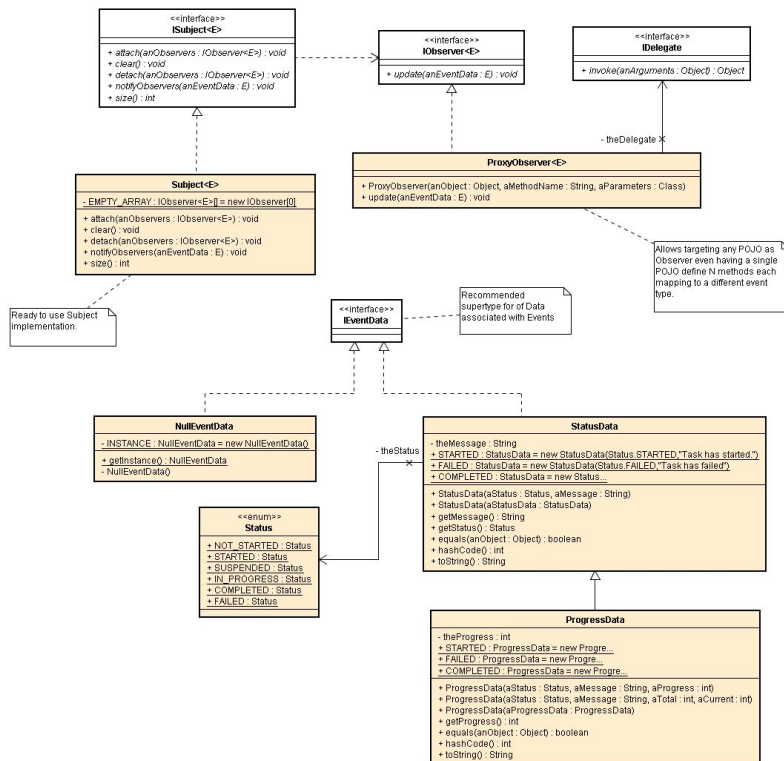 <<interface>>
ISubject<E>
+ attach(anObservers : IObserver<E>) : void
+ clear() : void
+ detach(anObservers : IObserver<E>) : void
+ notifyObservers(anEventData : E) : void
+ size() : int
<<interface>>
IObserver<E>
+ update(anEventData : E) : void
<<interface>>
IDelegate
+ invoke(anArguments : Object) : Object
- theDelegate
Subject<E>
- EMPTY_ARRAY : IObserver<E>[] = new IObserver[0]
+ attach(anObservers : IObserver<E>) : void
+ clear() : void
+ detach(anObservers : IObserver<E>) : void
+ notifyObservers(anEventData : E) : void
+ size() : int
ProxyObserver<E>
+ ProxyObserver(anObject : Object, aMethodName : String, aParameters : Class)
+ update(anEventData : E) : void
Allows targeting any POJO as
Observer even having a single
POJO define N methods each
mapping to a different event
type.
Ready to use Subject
implementation.
<<interface>>
IEventData
Recommended
supertype for of Data
associated with Events
NullEventData
- INSTANCE : NullEventData = new NullEventData()
+ getInstance() : NullEventData
- NullEventData()
StatusData
- theMessage : String
+ STARTED : StatusData = new StatusData(Status.STARTED,"Task has started.")
+ FAILED : StatusData = new StatusData(Status.FAILED,"Task has failed")
+ COMPLETED : StatusData = new Status...
+ StatusData(aStatus : Status, aMessage : String)
+ StatusData(aStatusData : StatusData)
+ getMessage() : String
+ getStatus() : Status
+ equals(anObject : Object) : boolean
+ hashCode() : int
+ toString() : String
- theStatus
<<enum>>
Status
+ NOT_STARTED : Status
+ STARTED : Status
+ SUSPENDED : Status
+ IN_PROGRESS : Status
+ COMPLETED : Status
+ FAILED : Status
ProgressData
- theProgress : int
+ STARTED : ProgressData = new Progre...
+ FAILED : ProgressData = new Progre...
+ COMPLETED : ProgressData = new Progre...
+ ProgressData(aStatus : Status, aMessage : String, aProgress : int)
+ ProgressData(aStatus : Status, aMessage : String, aTotal : int, aCurrent : int)
+ ProgressData(aProgressData : ProgressData)
+ getProgress() : int
+ equals(anObject : Object) : boolean
+ hashCode() : int
+ toString() : String